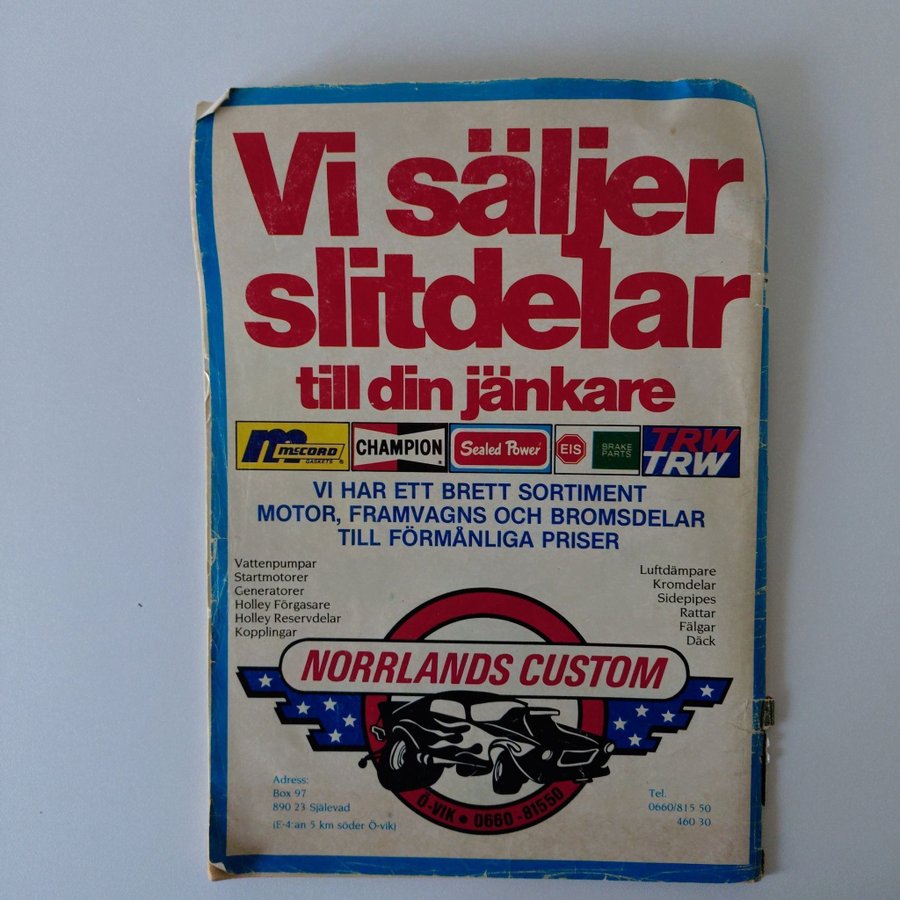 Vi säljer
slitdelar
till din jänkare
m McCORD
GASKETS ®
CHAMPION
Sealed Power
EIS
BRAKE
PARTS
TRW
TRW
VI HAR ETT BRETT SORTIMENT
MOTOR, FRAMVAGNS OCH BROMSDELAR
TILL FÖRMÅNLIGA PRISER
Vattenpumpar
Startmotorer
Generatorer
Holley Förgasare
Holley Reservdelar
Kopplingar
Luftdämpare
Kromdelar
Sidepipes
Rattar
Fälgar
Däck
NORRLANDS CUSTOM
Ö-VIK • 0660-81550
Adress:
Box 97
890 23 Själevad
(E-4:an 5 km söder Ö-vik)
Tel.
0660/815 50
460 30